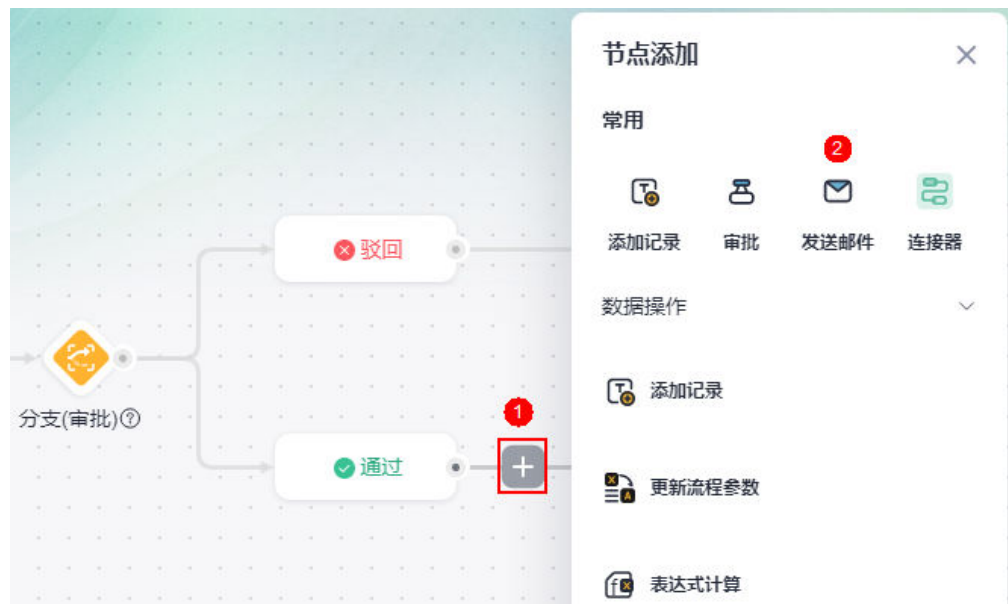 节点添加
常用
2
添加记录 审批 发送邮件 连接器
驳回
数据操作
添加记录
分支(审批)?
1
通过
更新流程参数
表达式计算